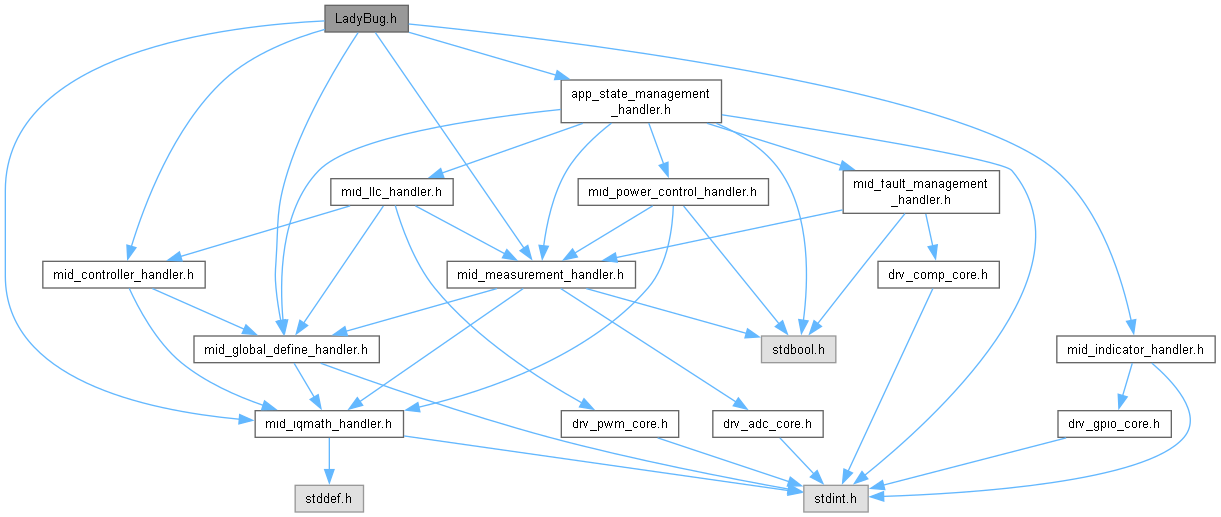 LadyBug.h
app_state_management
_handler.h
mid_llc_handler.h
mid_power_control_handler.h
mid_fault_management
_handler.h
mid_controller_handler.h
mid_measurement_handler.h
drv_comp_core.h
mid_global_define_handler.h
stdbool.h
mid_indicator_handler.h
mid_iqmath_handler.h
drv_pwm_core.h
drv_adc_core.h
drv_gpio_core.h
stddef.h
stdint.h